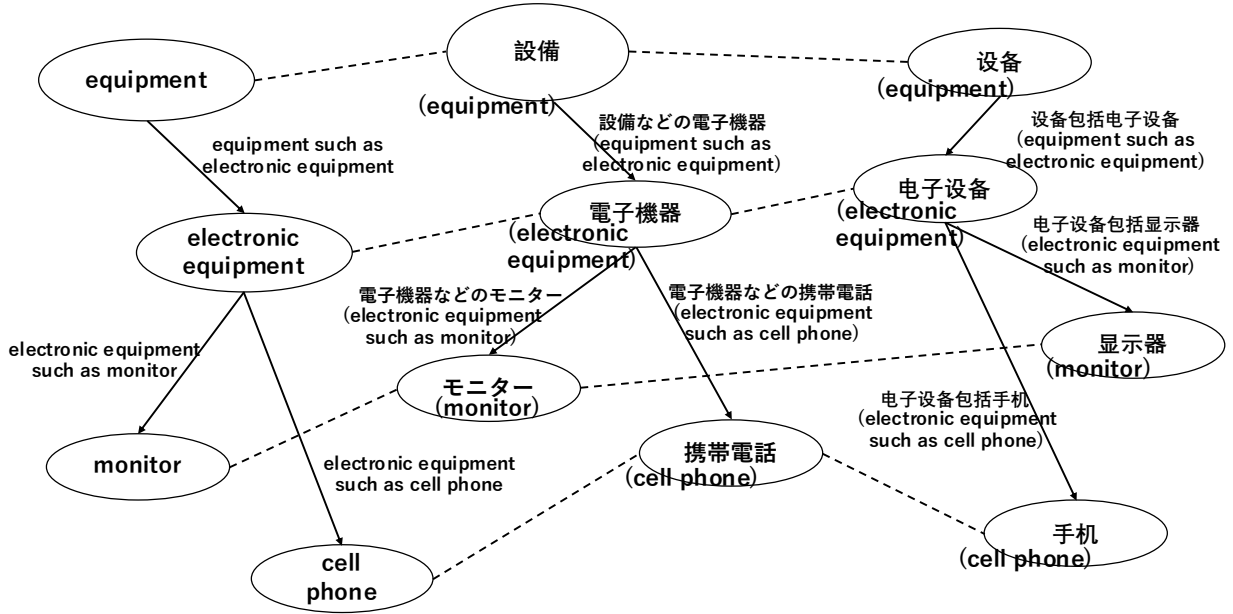 equipment
設備
(equipment)
设备
(equipment)
equipment such as
electronic equipment
設備などの電子機器
(equipment such as
electronic equipment)
设备包括电子设备
(equipment such as
electronic equipment)
electronic
equipment
電子機器
(electronic
equipment)
电子设备
(electronic
equipment)
电子设备包括显示器
(electronic equipment
such as monitor)
電子機器などのモニター
(electronic equipment
such as monitor)
電子機器などの携帯電話
(electronic equipment
such as cell phone)
electronic equipment
such as monitor
显示器
(monitor)
モニター
(monitor)
电子设备包括手机
(electronic equipment
such as cell phone)
monitor
electronic equipment
such as cell phone
携帯電話
(cell phone)
手机
(cell phone)
cell
phone